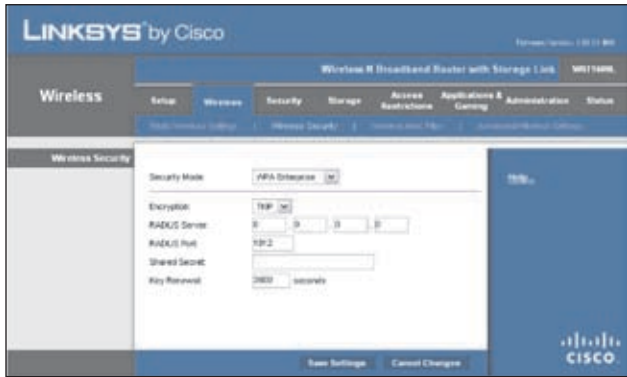 LINKSYS by Cisco
Wireless-N Broadband Router with Storage Link
Wireless
Setup
Wireless
Security
Storage
Access Restrictions
Applications & Gaming
Administration
Status
Wireless Security
Wireless Security
Security Mode:
WPA Enterprise
Encryption:
TKIP
RADIUS Server:
0 . 0 . 0 . 0
RADIUS Port:
1812
Shared Secret:
Key Renewal:
3600 seconds
Help...
Save Settings
Cancel Changes
CISCO